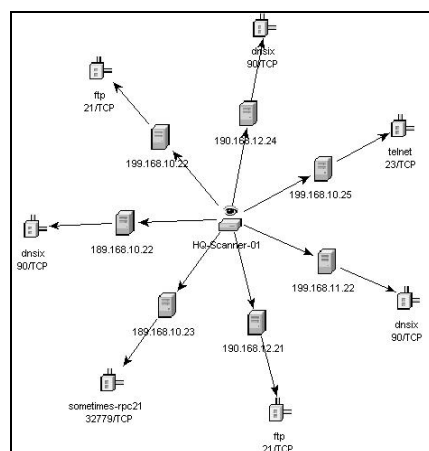 dnsix
90/TCP
ftp
21/TCP
190.168.12.24
telnet
23/TCP
199.168.10.22
199.168.10.25
189.168.10.22
HQ-Scanner-01
dnsix
90/TCP
199.168.11.22
189.168.10.23
190.168.12.21
dnsix
90/TCP
sometimes-rpc21
32779/TCP
ftp
21/TCP